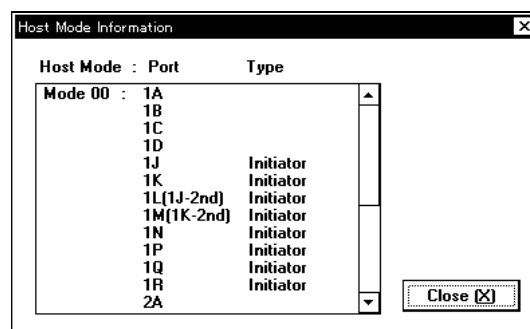 Host Mode Information
Host Mode : Port Type
Mode 00 : 1A
1B
1C
1D
1J Initiator
1K Initiator
1L(1J-2nd) Initiator
1M(1K-2nd) Initiator
1N Initiator
1P Initiator
1Q Initiator
1R Initiator
2A
Close (X)